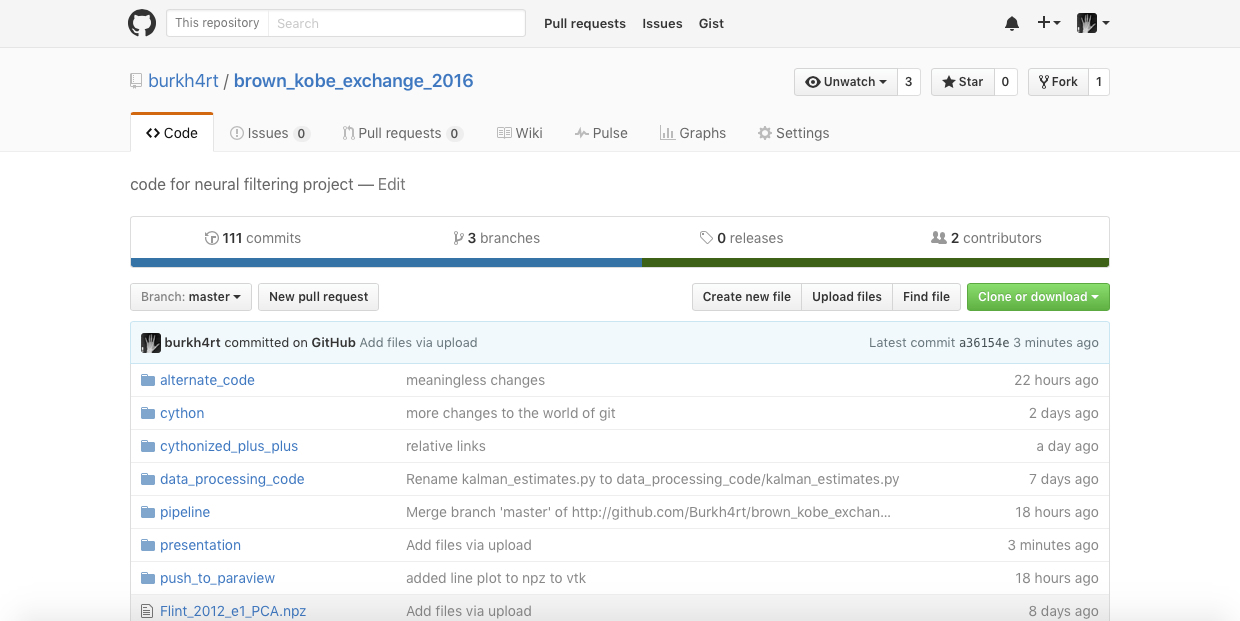 This repository Search Pull requests Issues Gist
burkh4rt / brown_kobe_exchange_2016 Unwatch 3 Star 0 Fork 1
Code Issues 0 Pull requests 0 Wiki Pulse Graphs Settings
code for neural filtering project — Edit
111 commits 3 branches 0 releases 2 contributors
Branch: master New pull request Create new file Upload files Find file Clone or download
burkh4rt committed on GitHub Add files via upload Latest commit a36154e 3 minutes ago
alternate_code meaningless changes 22 hours ago
cython more changes to the world of git 2 days ago
cythonized_plus_plus relative links a day ago
data_processing_code Rename kalman_estimates.py to data_processing_code/kalman_estimates.py 7 days ago
pipeline Merge branch 'master' of http://github.com/Burkh4rt/brown_kobe_exchan... 18 hours ago
presentation Add files via upload 3 minutes ago
push_to_paraview added line plot to npz to vtk 18 hours ago
Flint_2012_e1_PCA.npz Add files via upload 8 days ago